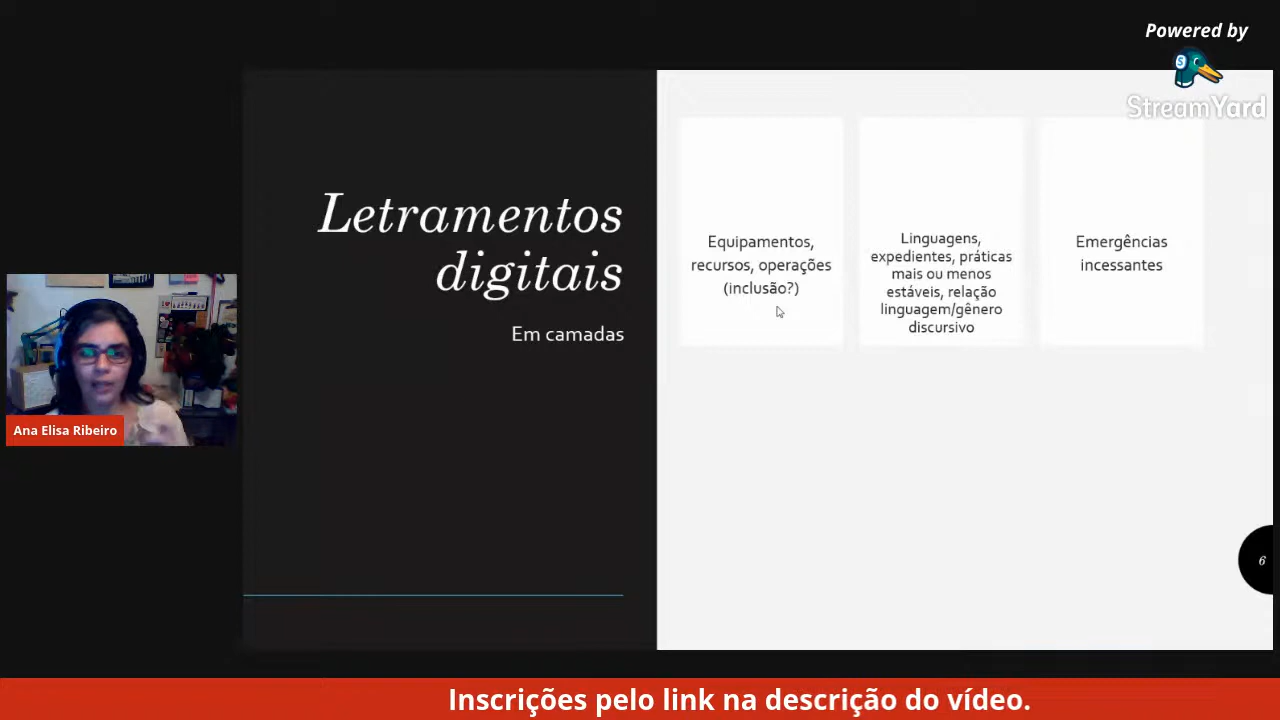 Powered by
StreamYard
Letramentos
digitais
Em camadas
Equipamentos,
recursos, operações
(inclusão?)
Linguagens,
expedientes, práticas
mais ou menos
estáveis, relação
linguagem/gênero
discursivo
Emergências
incessantes
Ana Elisa Ribeiro
6
Inscrições pelo link na descrição do vídeo.